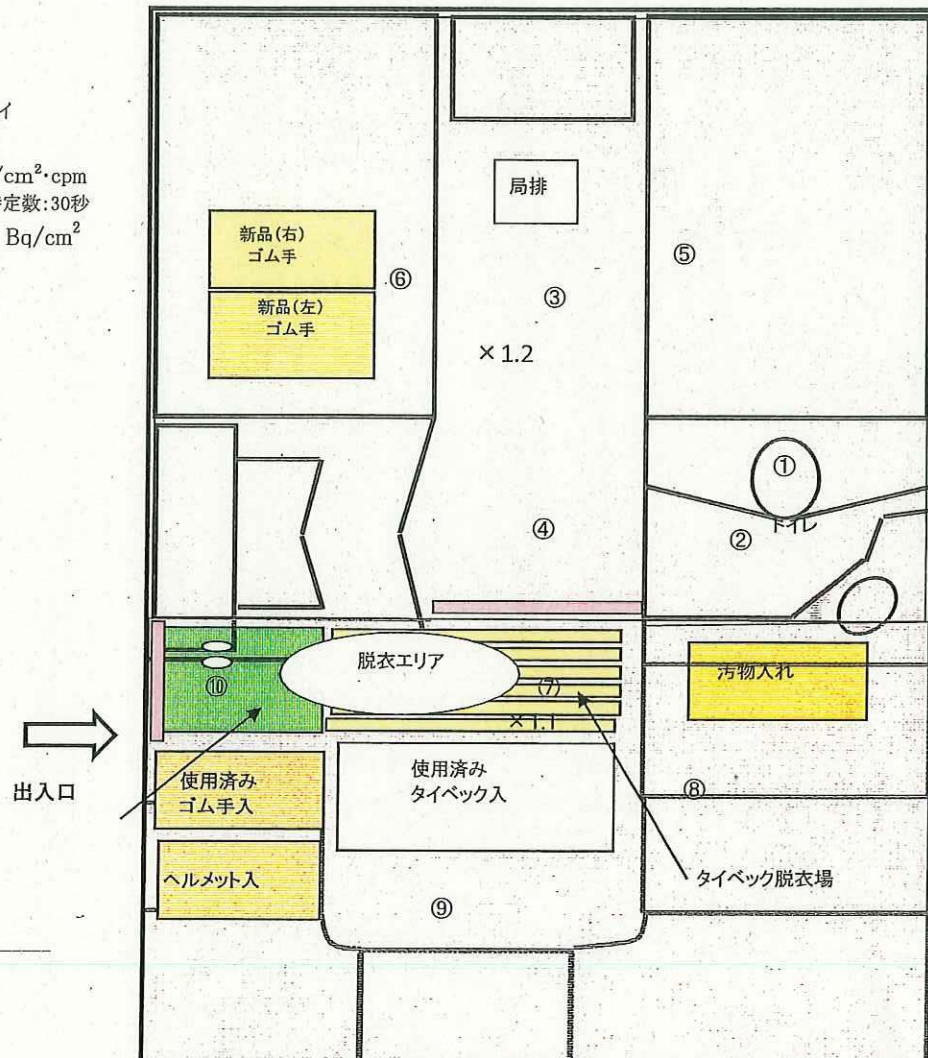 イ
/cm²・cpm
定数:30秒
Bq/cm²
局排
新品(右)
ゴム手
⑥
新品(左)
ゴム手
③
⑤
×1.2
①
トイレ
②
④
脱衣エリア
⑩
(7)
×1.1
汚物入れ
出入口
使用済み
ゴム手入
使用済み
タイベック入
⑧
ヘルメット入
タイベック脱衣場
⑨